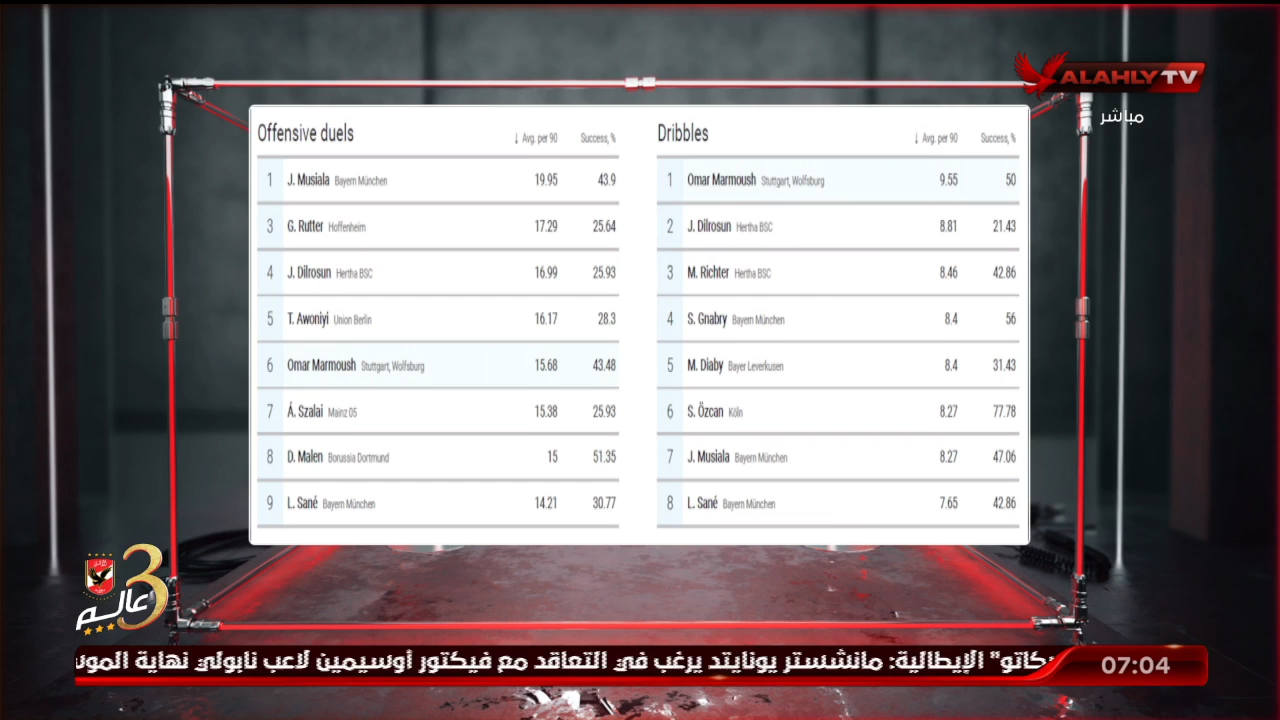 ALAHLY TV
مباشر
Offensive duels ↓ Avg. per 90 Success, %
1 J. Musiala Bayern München 19.95 43.9
3 G. Rutter Hoffenheim 17.29 25.64
4 J. Dilrosun Hertha BSC 16.99 25.93
5 T. Awoniyi Union Berlin 16.17 28.3
6 Omar Marmoush Stuttgart, Wolfsburg 15.68 43.48
7 Á. Szalai Mainz 05 15.38 25.93
8 D. Malen Borussia Dortmund 15 51.35
9 L. Sané Bayern München 14.21 30.77
Dribbles ↓ Avg. per 90 Success, %
1 Omar Marmoush Stuttgart, Wolfsburg 9.55 50
2 J. Dilrosun Hertha BSC 8.81 21.43
3 M. Richter Hertha BSC 8.46 42.86
4 S. Gnabry Bayern München 8.4 56
5 M. Diaby Bayer Leverkusen 8.4 31.43
6 S. Özcan Köln 8.27 77.78
7 J. Musiala Bayern München 8.27 47.06
8 L. Sané Bayern München 7.65 42.86
3
عالم
الإيطالية: مانشستر يونايتد يرغب في التعاقد مع فيكتور أوسيمين لاعب نابولي نهاية
07:04